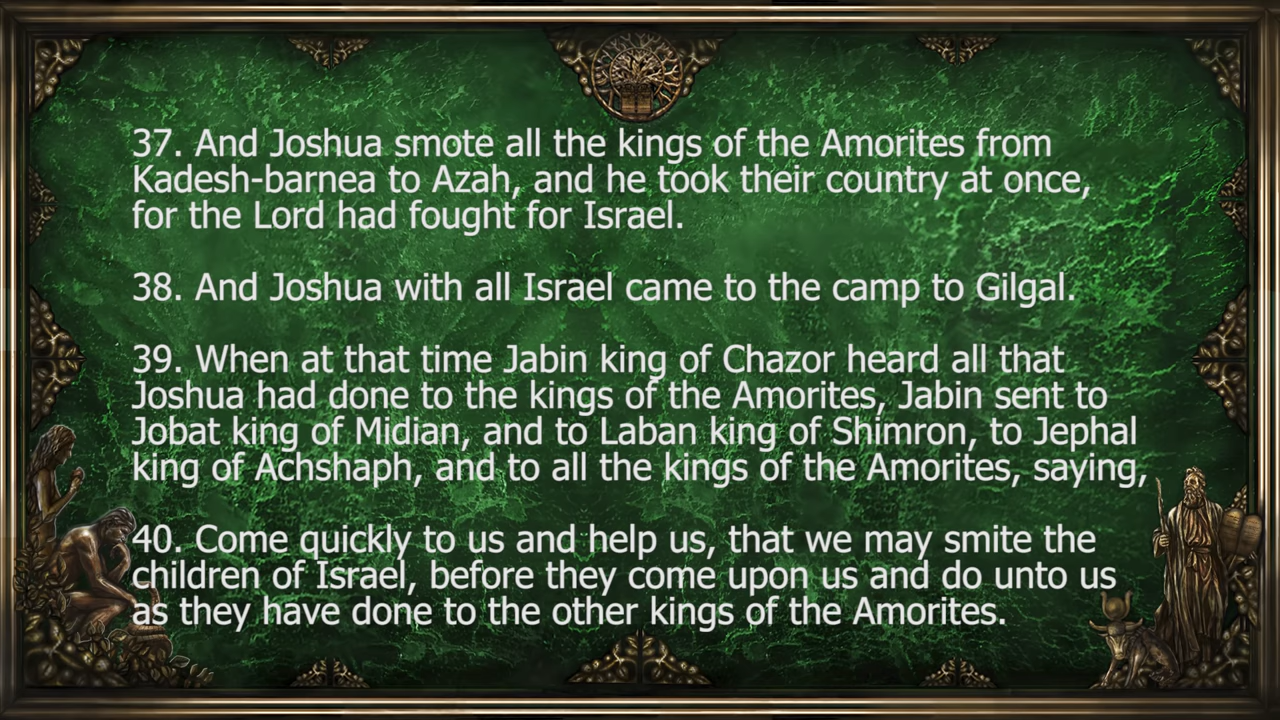 37. And Joshua smote all the kings of the Amorites from
Kadesh-barnea to Azah, and he took their country at once,
for the Lord had fought for Israel.
38. And Joshua with all Israel came to the camp to Gilgal.
39. When at that time Jabin king of Chazor heard all that
Joshua had done to the kings of the Amorites, Jabin sent to
Jobat king of Midian, and to Laban king of Shimron, to Jephal
king of Achshaph, and to all the kings of the Amorites, saying,
40. Come quickly to us and help us, that we may smite the
children of Israel, before they come upon us and do unto us
as they have done to the other kings of the Amorites.